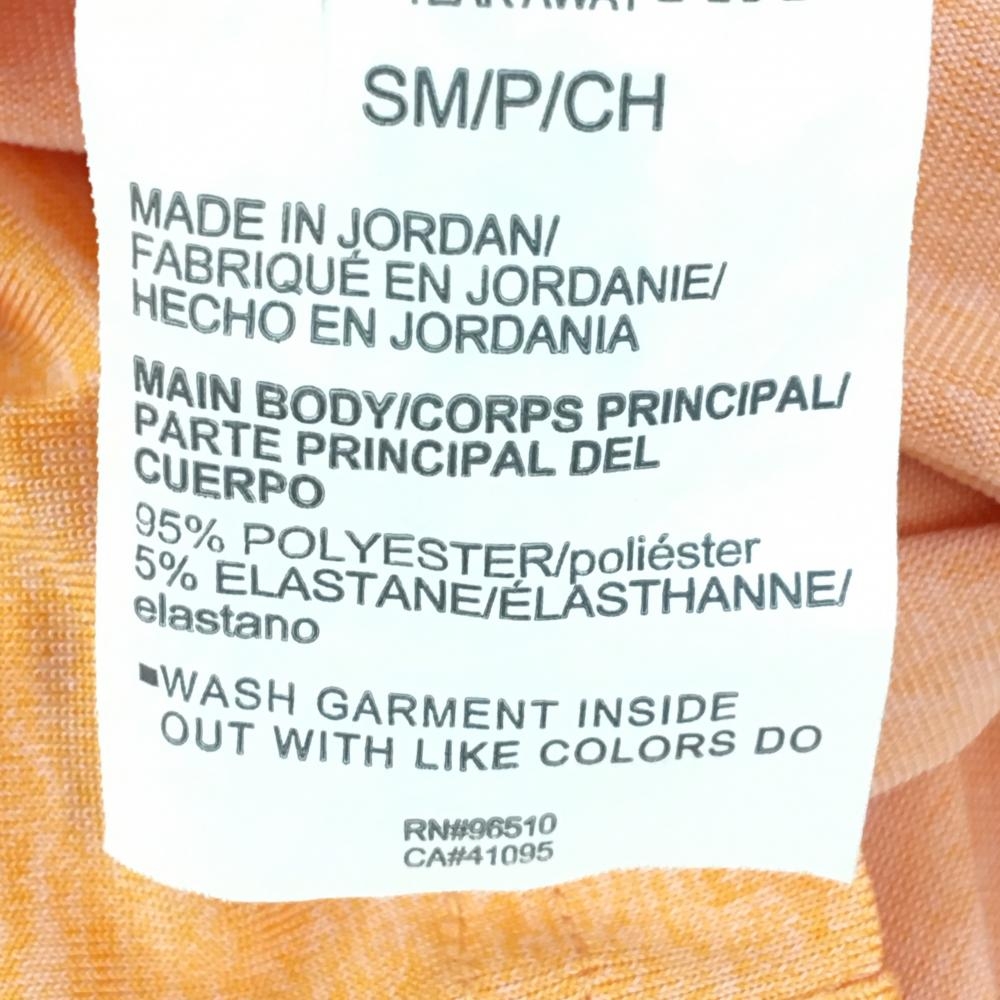 SM/P/CH
MADE IN JORDAN/
FABRIQUÉ EN JORDANIE/
HECHO EN JORDANIA
MAIN BODY/CORPS PRINCIPAL/
PARTE PRINCIPAL DEL
CUERPO
95% POLYESTER/poliéster
5% ELASTANE/ÉLASTHANNE/
elastano
■WASH GARMENT INSIDE
OUT WITH LIKE COLORS DO
RN#96510
CA#41095